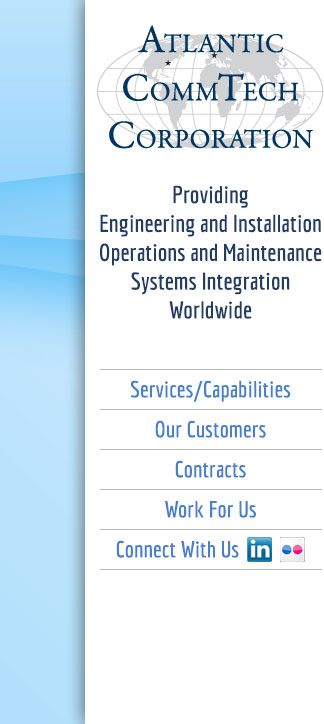 Atlantic
CommTech
Corporation
Providing
Engineering and Installation
Operations and Maintenance
Systems Integration
Worldwide
Services/Capabilities
Our Customers
Contracts
Work For Us
Connect With Us in